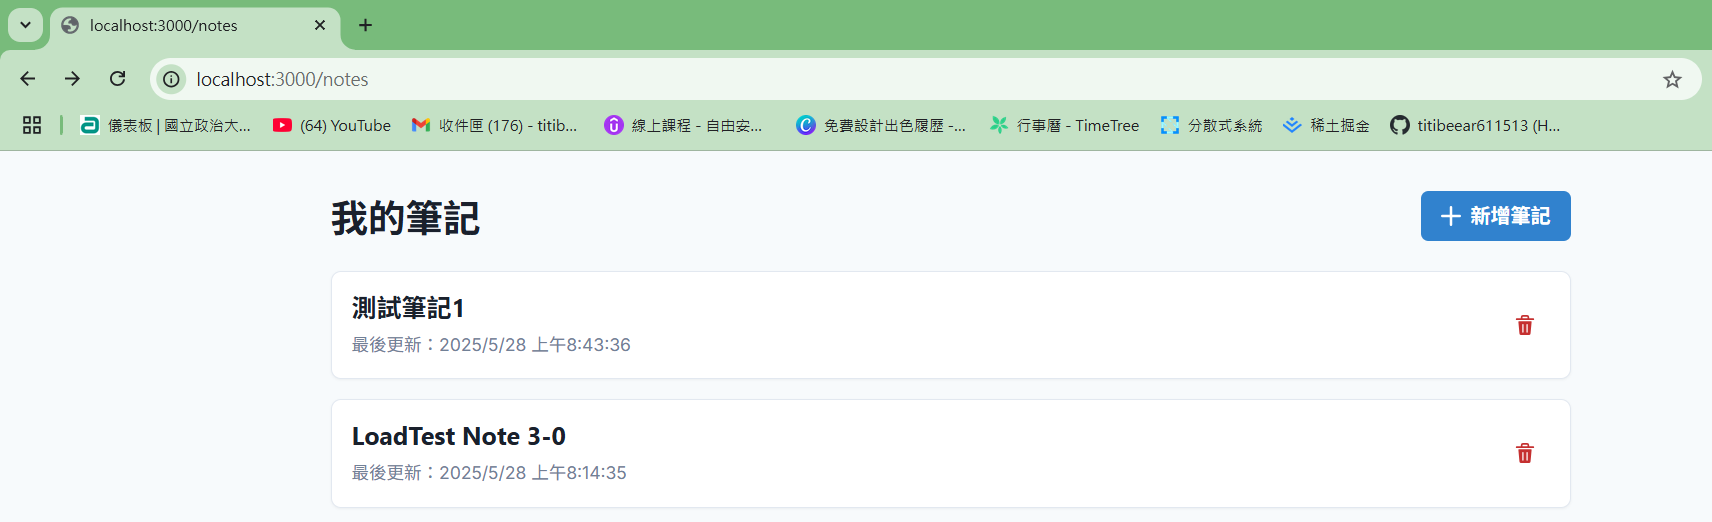 localhost:3000/notes
localhost:3000/notes
儀表板 | 國立政治大... (64) YouTube 收件匣 (176) - titib... 線上課程 - 自由安... 免費設計出色履歷 -... 行事曆 - TimeTree 分散式系統 稀土掘金 titibeear611513 (H...
我的筆記
新增筆記
測試筆記1
最後更新：2025/5/28 上午8:43:36
LoadTest Note 3-0
最後更新：2025/5/28 上午8:14:35